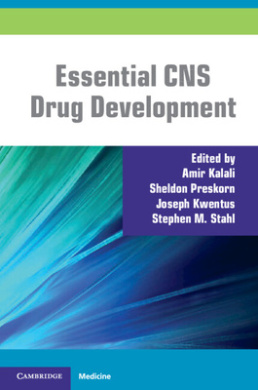 Essential CNS
Drug Development
Edited by
Amir Kalali
Sheldon Preskorn
Joseph Kwentus
Stephen M. Stahl
CAMBRIDGE
Medicine